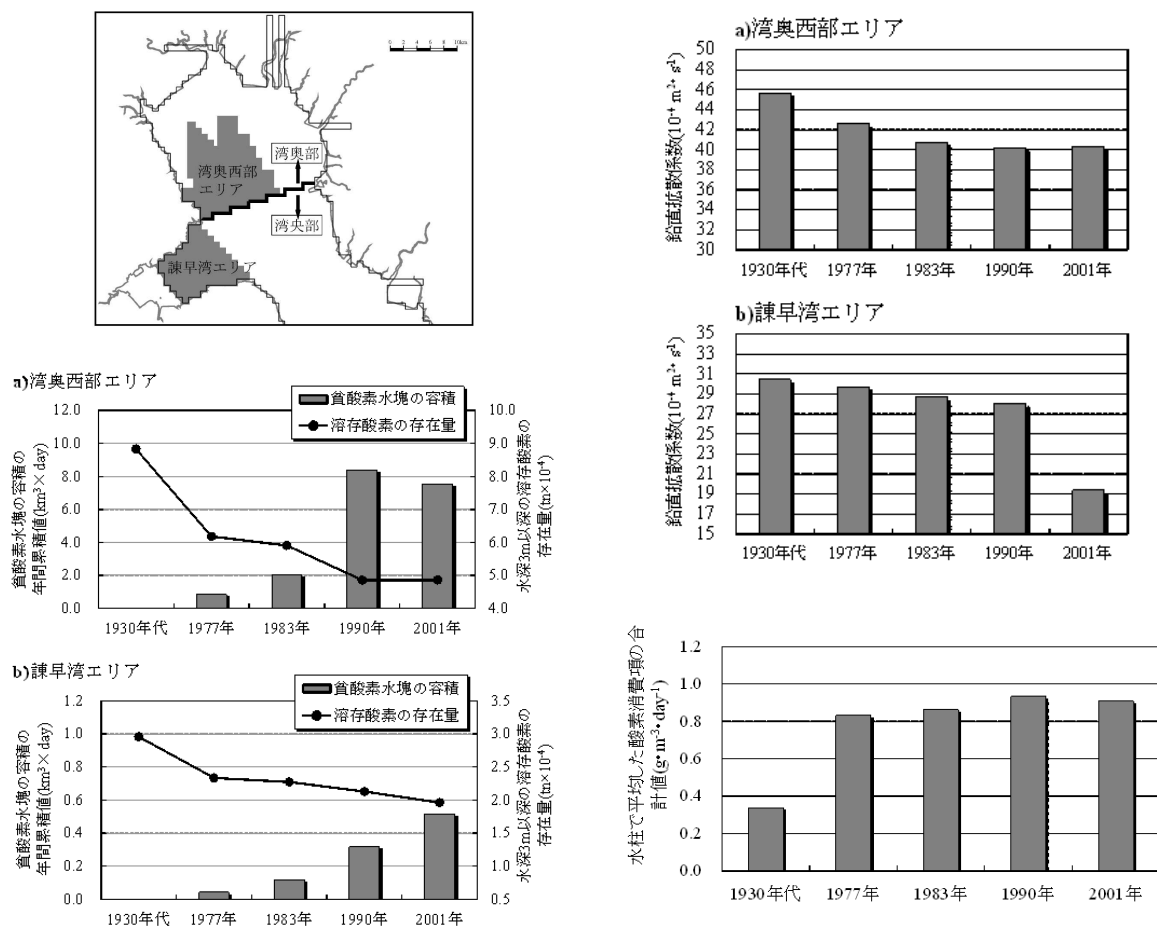 0 2 4 6 8 10km
湾奥西部
エリア
湾奥部
湾央部
諫早湾エリア
a)湾奥西部エリア
貧酸素水塊の容積
溶存酸素の存在量
貧酸素水塊の容積の
年間累積値(km³×day)
12.0
10.0
8.0
6.0
4.0
2.0
0.0
10.0
9.0
8.0
7.0
6.0
5.0
4.0
水深3m以深の溶存酸素の
存在量(tn×10⁻⁴)
1930年代 1977年 1983年 1990年 2001年
b)諫早湾エリア
貧酸素水塊の容積
溶存酸素の存在量
貧酸素水塊の容積の
年間累積値(km³×day)
1.2
1.0
0.8
0.6
0.4
0.2
0.0
3.5
3.0
2.5
2.0
1.5
1.0
0.5
水深3m以深の溶存酸素の
存在量(tn×10⁻⁴)
1930年代 1977年 1983年 1990年 2001年
a)湾奥西部エリア
鉛直拡散係数(10⁻⁴ m²・s⁻¹)
50
48
46
44
42
40
38
36
34
32
30
1930年代 1977年 1983年 1990年 2001年
b)諫早湾エリア
鉛直拡散係数(10⁻⁴ m²・s⁻¹)
35
33
31
29
27
25
23
21
19
17
15
1930年代 1977年 1983年 1990年 2001年
水柱で平均した酸素消費項の合
計値(g・m⁻³・day⁻¹)
1.2
1.0
0.8
0.6
0.4
0.2
0.0
1930年代 1977年 1983年 1990年 2001年